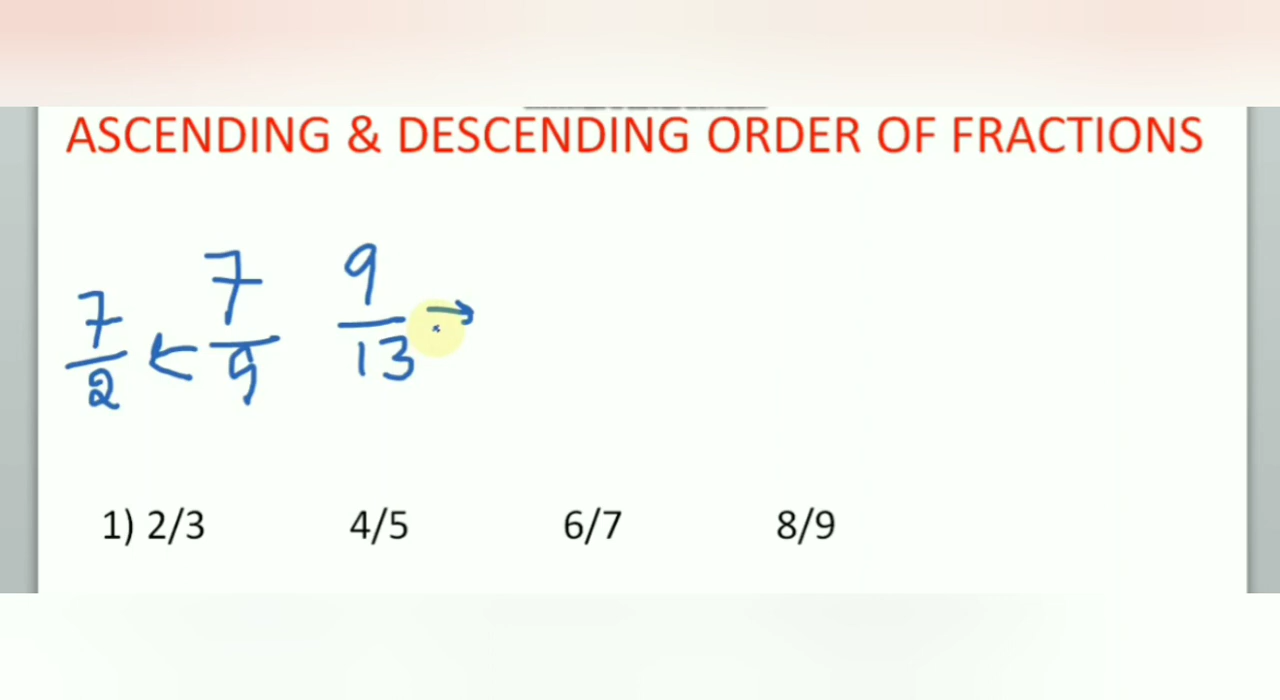 ASCENDING & DESCENDING ORDER OF FRACTIONS
7/2 ← 7/9 9/13 →
1) 2/3 4/5 6/7 8/9